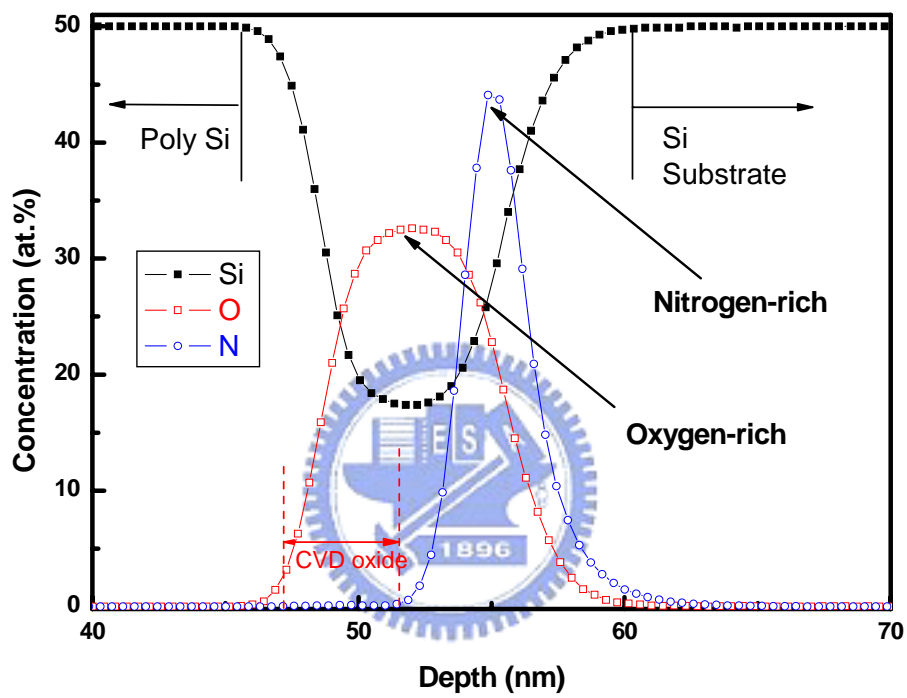 50
40
30
20
10
0
40
50
60
70
Concentration (at.%)
Depth (nm)
Poly Si
Si
Substrate
Si
O
N
Nitrogen-rich
Oxygen-rich
CVD oxide
E S
1896